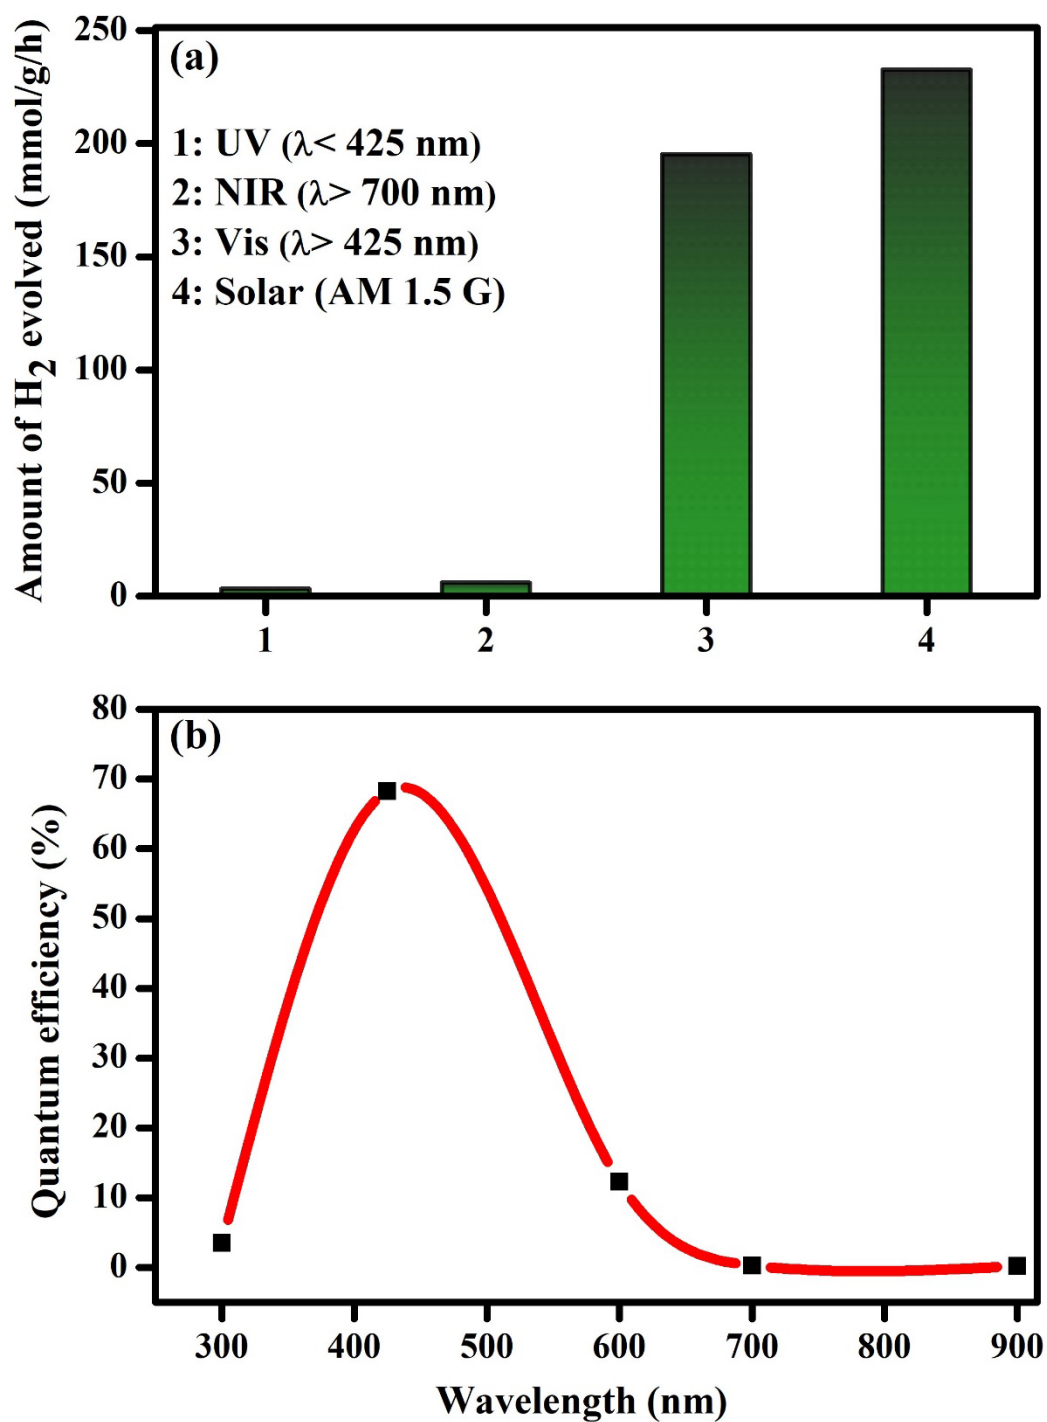 (a)
1: UV (λ< 425 nm)
2: NIR (λ> 700 nm)
3: Vis (λ> 425 nm)
4: Solar (AM 1.5 G)
Amount of H₂ evolved (mmol/g/h)
250
200
150
100
50
0
1 2 3 4
(b)
Quantum efficiency (%)
80
70
60
50
40
30
20
10
0
300 400 500 600 700 800 900
Wavelength (nm)